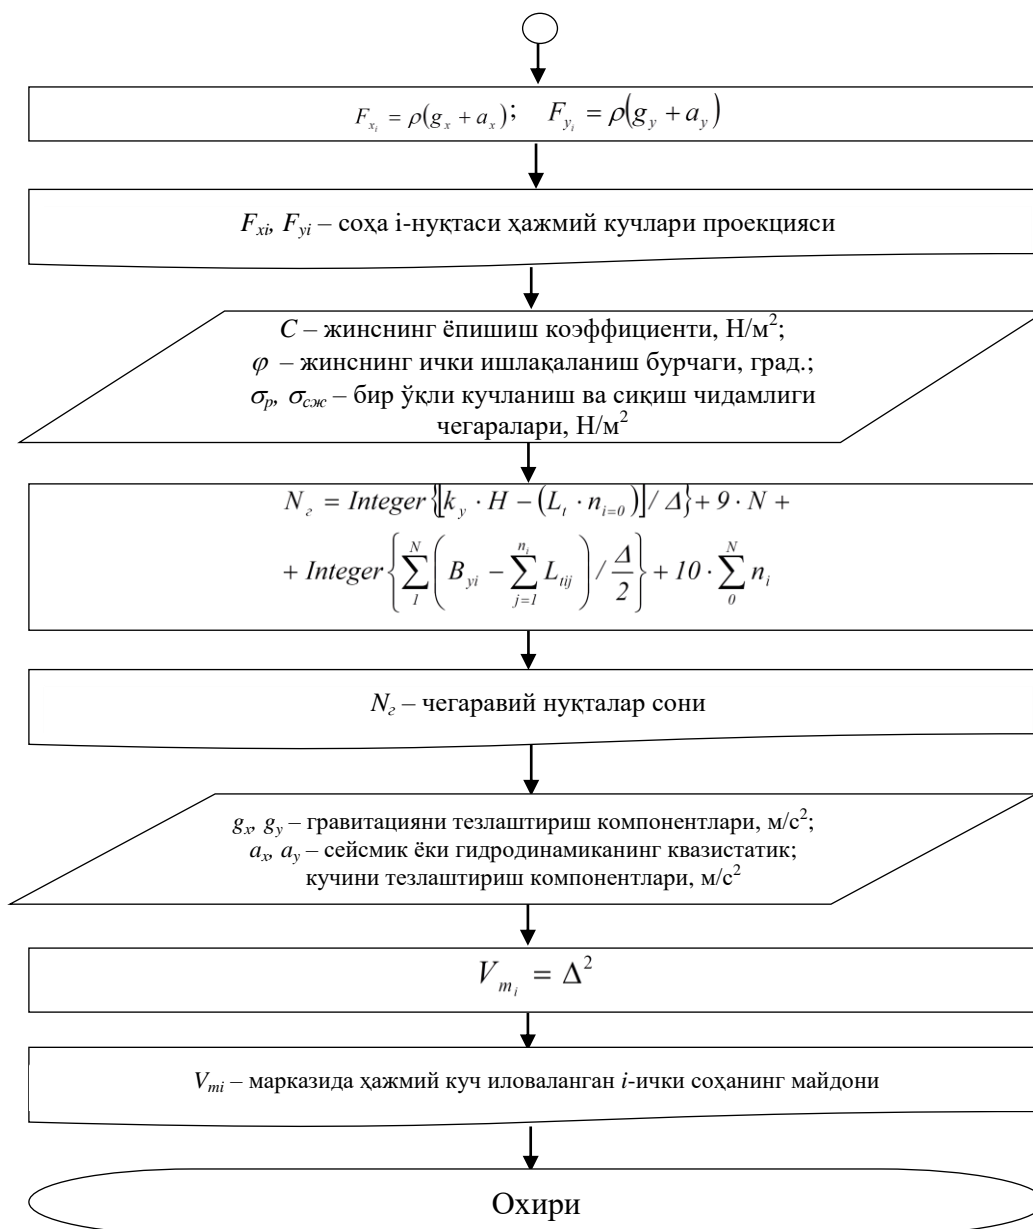 F_{x_i} = ρ(g_x + a_x); F_{y_i} = ρ(g_y + a_y)
F_{xi}, F_{yi} – соҳа i-нуқтаси ҳажмий кучлари проекцияси
C – жинснинг ёпишиш коэффициенти, Н/м²;
φ – жинснинг ички ишлақаланиш бурчаги, град.;
σ_p, σ_{сж} – бир ўқли кучланиш ва сиқиш чидамлиги
чегаралари, Н/м²
N_г = Integer{[k_y · H – (L_t · n_{i=0})]/Δ} + 9 · N +
+ Integer{∑_1^N (B_{yi} – ∑_{j=1}^{n_i} L_{tij}) / Δ/2} + 10 · ∑_0^N n_i
N_г – чегаравий нуқталар сони
g_x, g_y – гравитацияни тезлаштириш компонентлари, м/с²;
a_x, a_y – сейсмик ёки гидродинамиканинг квазистатик;
кучини тезлаштириш компонентлари, м/с²
V_{m_i} = Δ²
V_{mi} – марказида ҳажмий куч иловаланган i-ички соҳанинг майдони
Охири